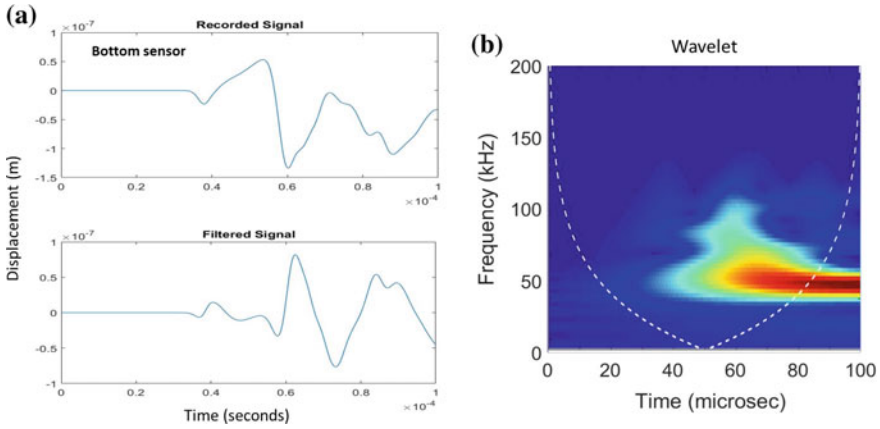 (a)
Recorded Signal
×10⁻⁷
1
0.5
0
-0.5
-1
-1.5
Bottom sensor
0 0.2 0.4 0.6 0.8 1
×10⁻⁴
Displacement (m)
Filtered Signal
×10⁻⁷
1
0.5
0
-0.5
-1
0 0.2 0.4 0.6 0.8 1
×10⁻⁴
Time (seconds)
(b)
Wavelet
200
150
100
50
0
Frequency (kHz)
0 20 40 60 80 100
Time (microsec)